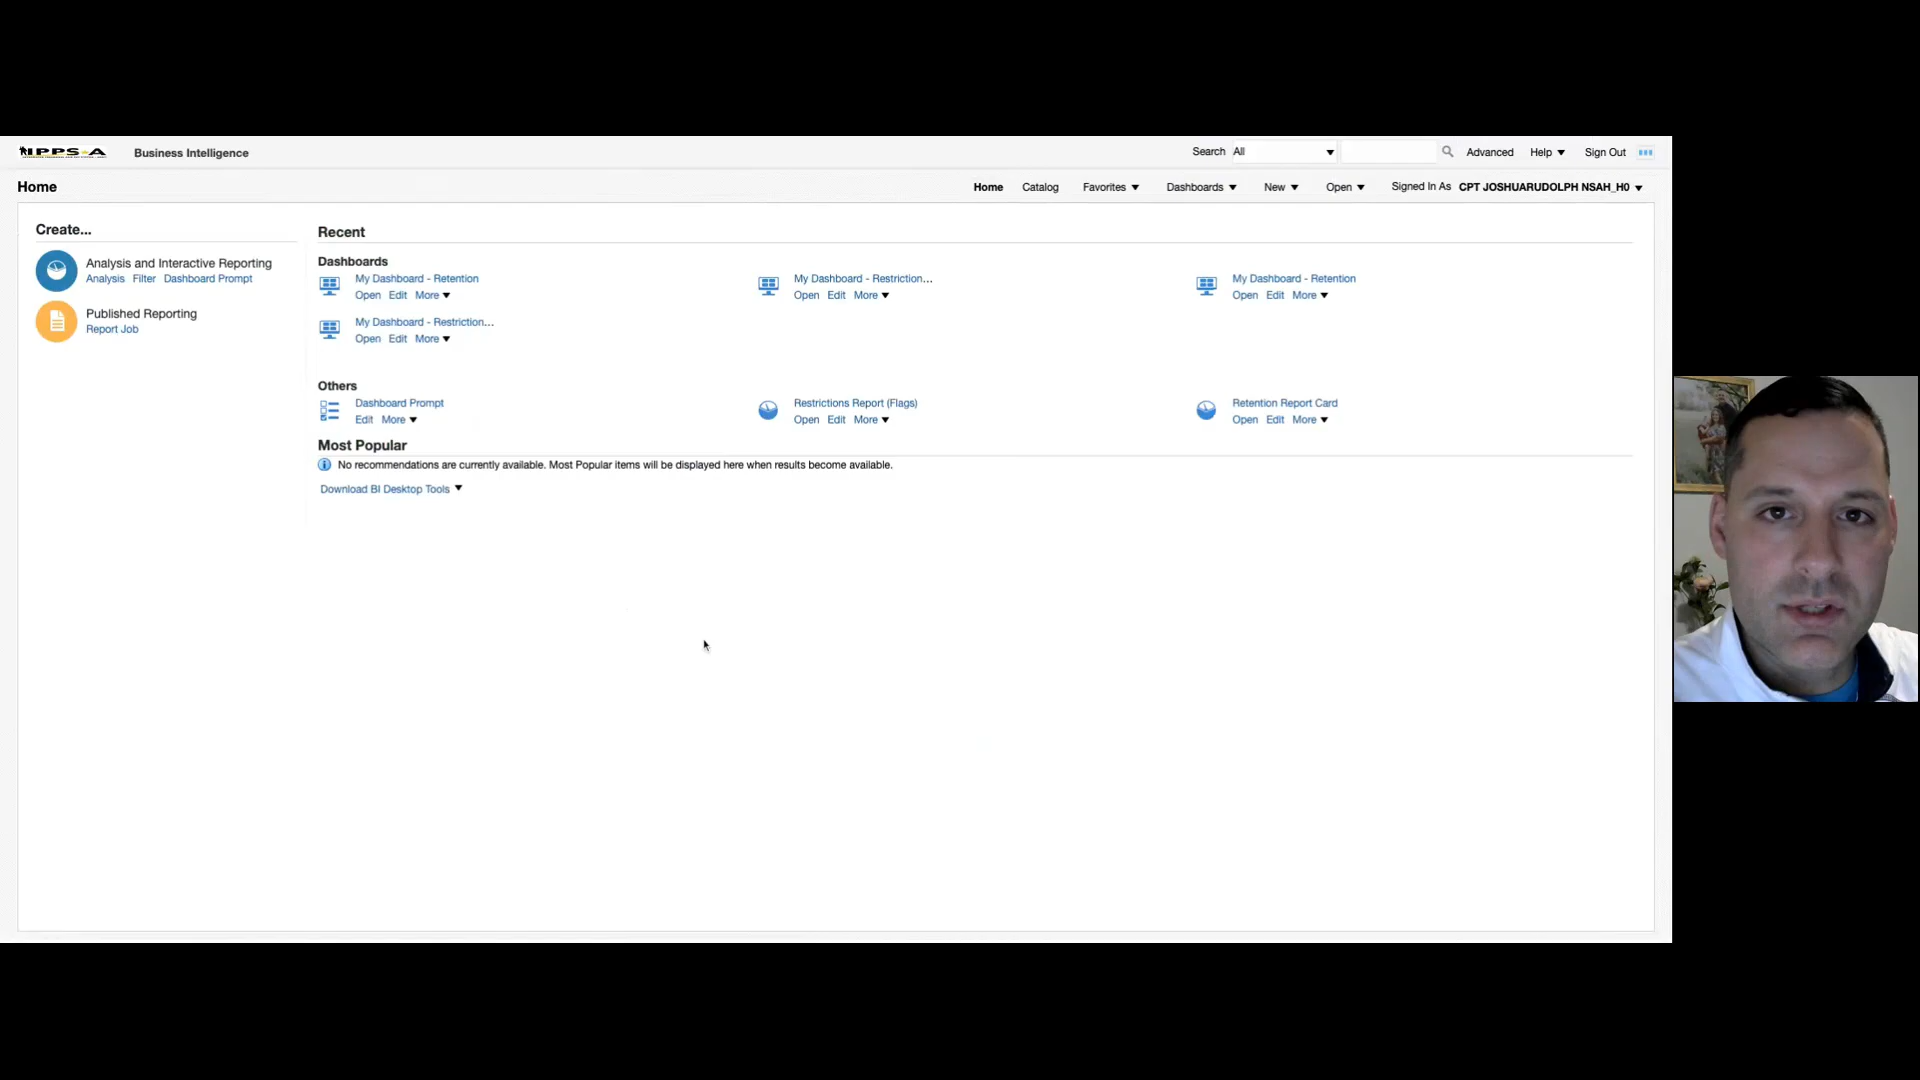 IPPS-A Business Intelligence Search All Advanced Help Sign Out
Home Home Catalog Favorites Dashboards New Open Signed In As CPT JOSHUARUDOLPH NSAH_H0
Create...
Analysis and Interactive Reporting
Analysis Filter Dashboard Prompt
Published Reporting
Report Job
Recent
Dashboards
My Dashboard - Retention My Dashboard - Restriction... My Dashboard - Retention
Open Edit More Open Edit More Open Edit More
My Dashboard - Restriction...
Open Edit More
Others
Dashboard Prompt Restrictions Report (Flags) Retention Report Card
Edit More Open Edit More Open Edit More
Most Popular
No recommendations are currently available. Most Popular items will be displayed here when results become available.
Download BI Desktop Tools